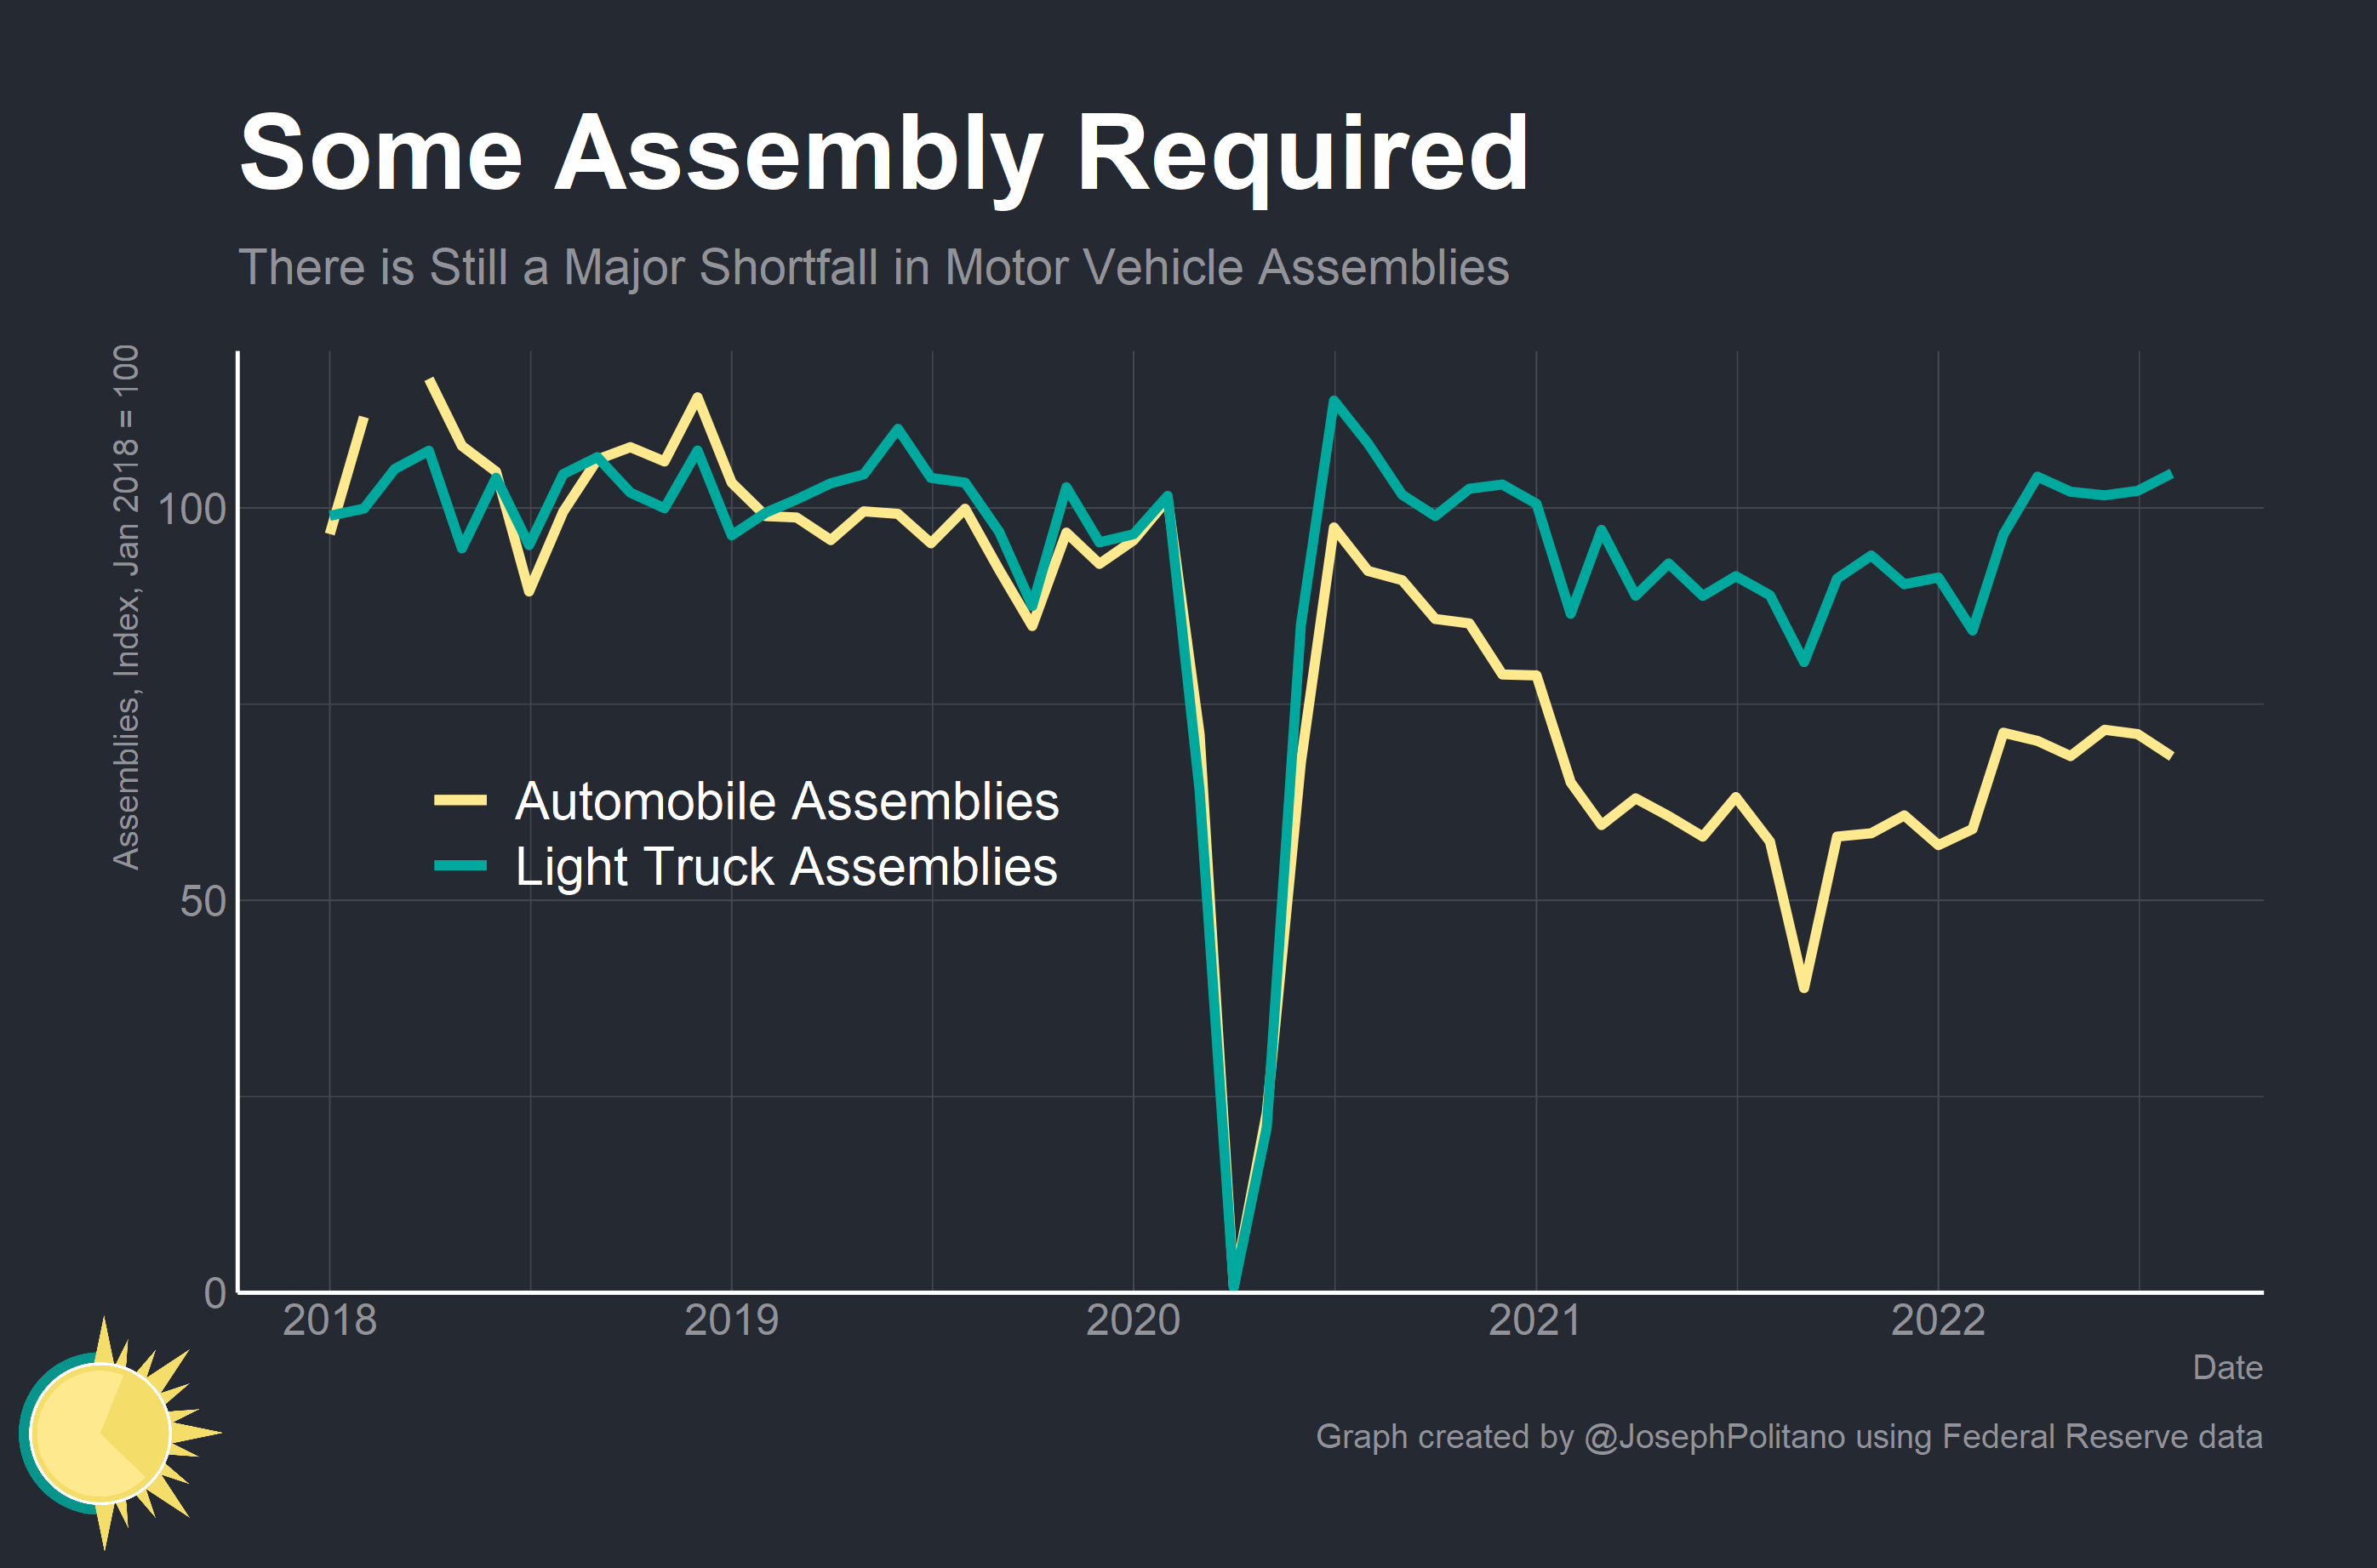 Some Assembly Required
There is Still a Major Shortfall in Motor Vehicle Assemblies
Assemblies, Index, Jan 2018 = 100
100
50
0
Automobile Assemblies
Light Truck Assemblies
2018 2019 2020 2021 2022
Date
Graph created by @JosephPolitano using Federal Reserve data